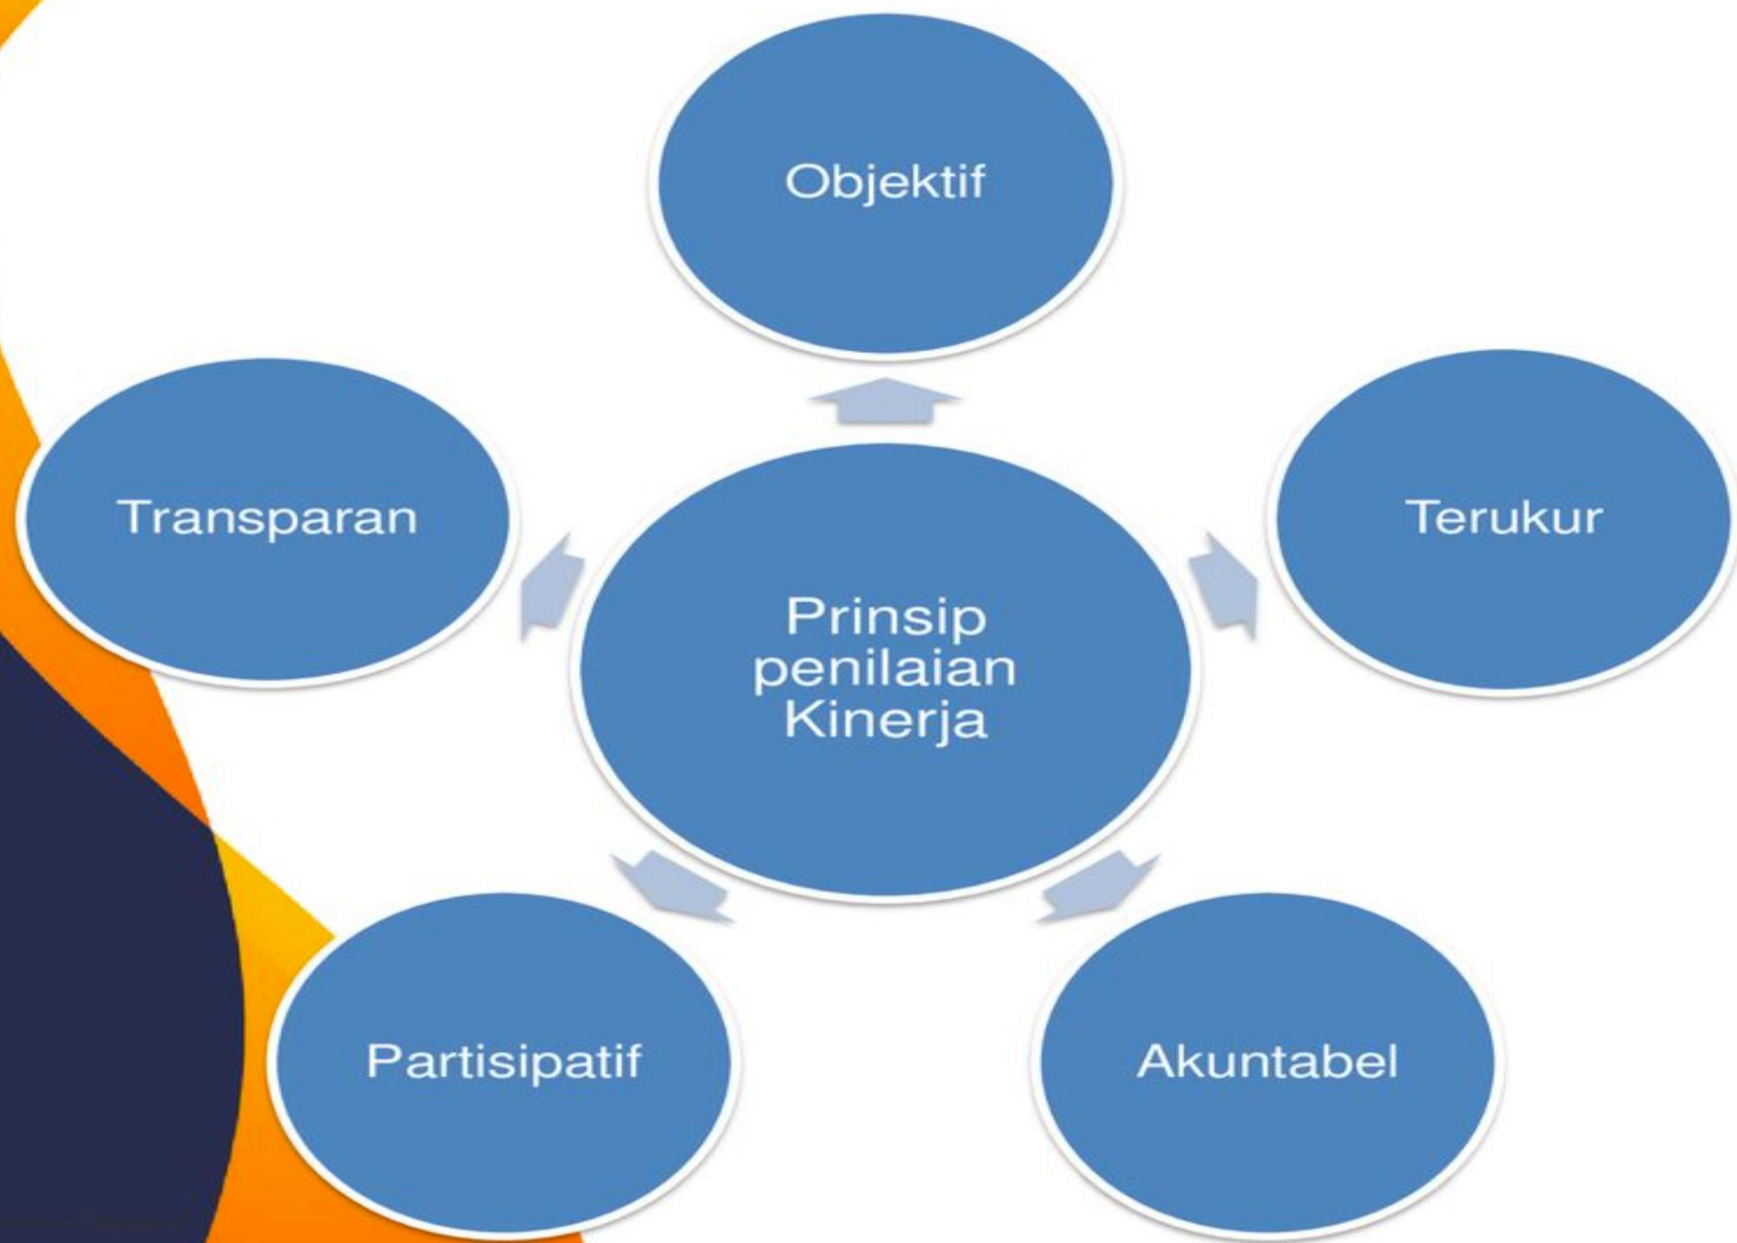 Objektif
Transparan
Terukur
Prinsip
penilaian
Kinerja
Partisipatif
Akuntabel